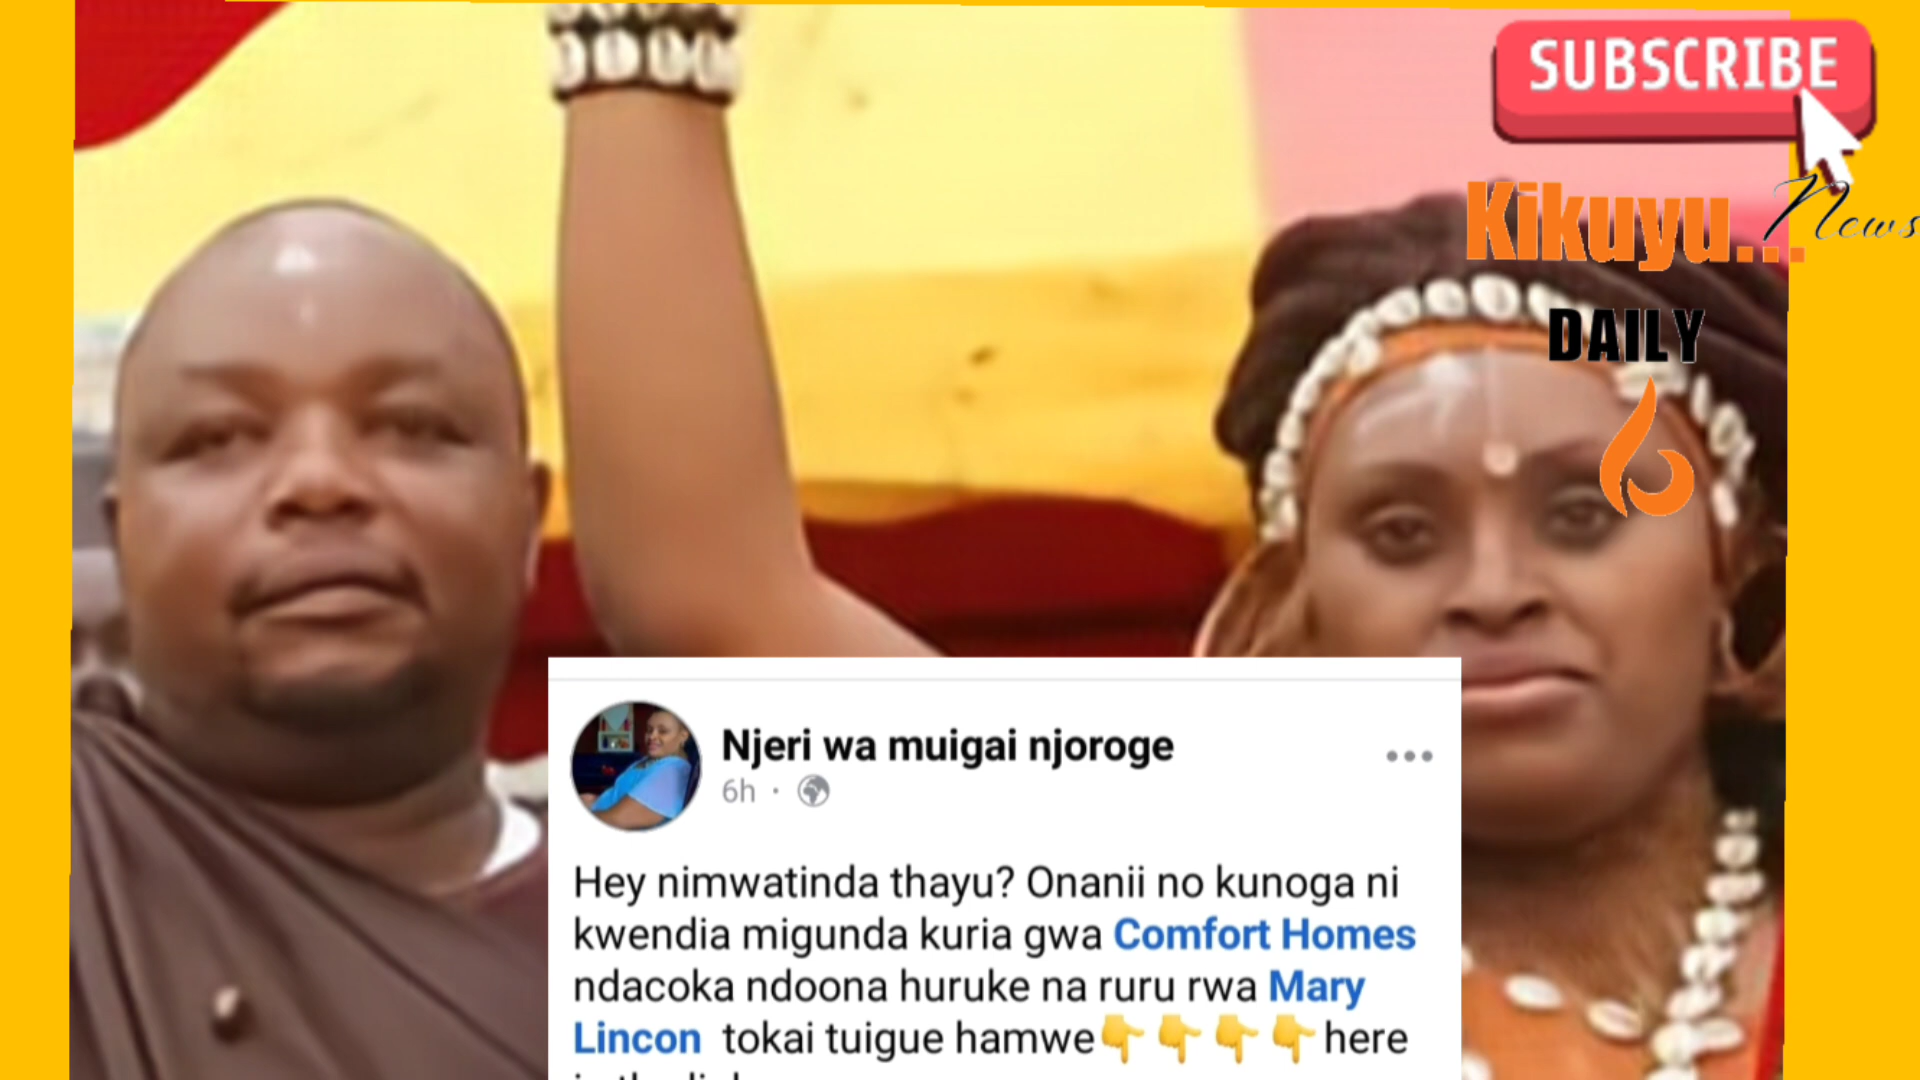 SUBSCRIBE
Kikuyu...
News
DAILY
Njeri wa muigai njoroge
6h ·
Hey nimwatinda thayu? Onanii no kunoga ni
kwendia migunda kuria gwa Comfort Homes
ndacoka ndoona huruke na ruru rwa Mary
Lincon tokai tuigue hamwe👇👇👇👇here